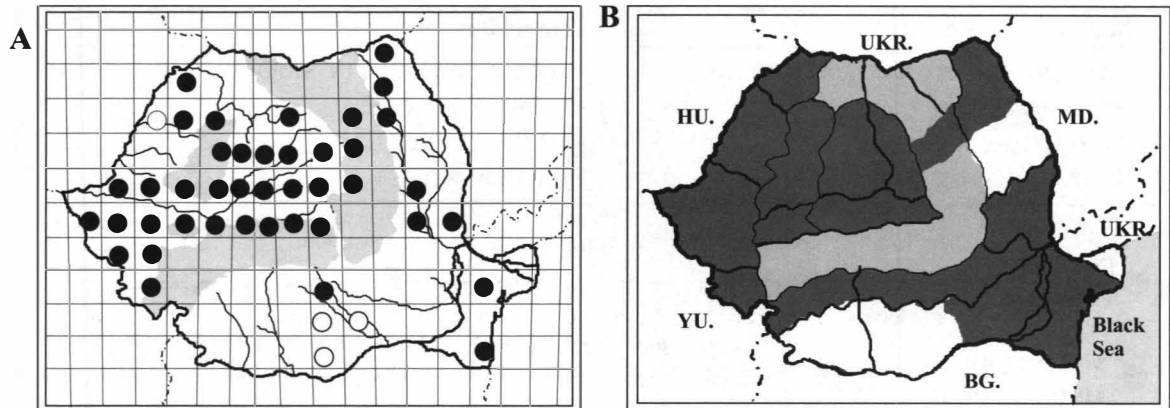 A
B
UKR.
HU.
MD.
UKR.
YU.
Black
Sea
BG.